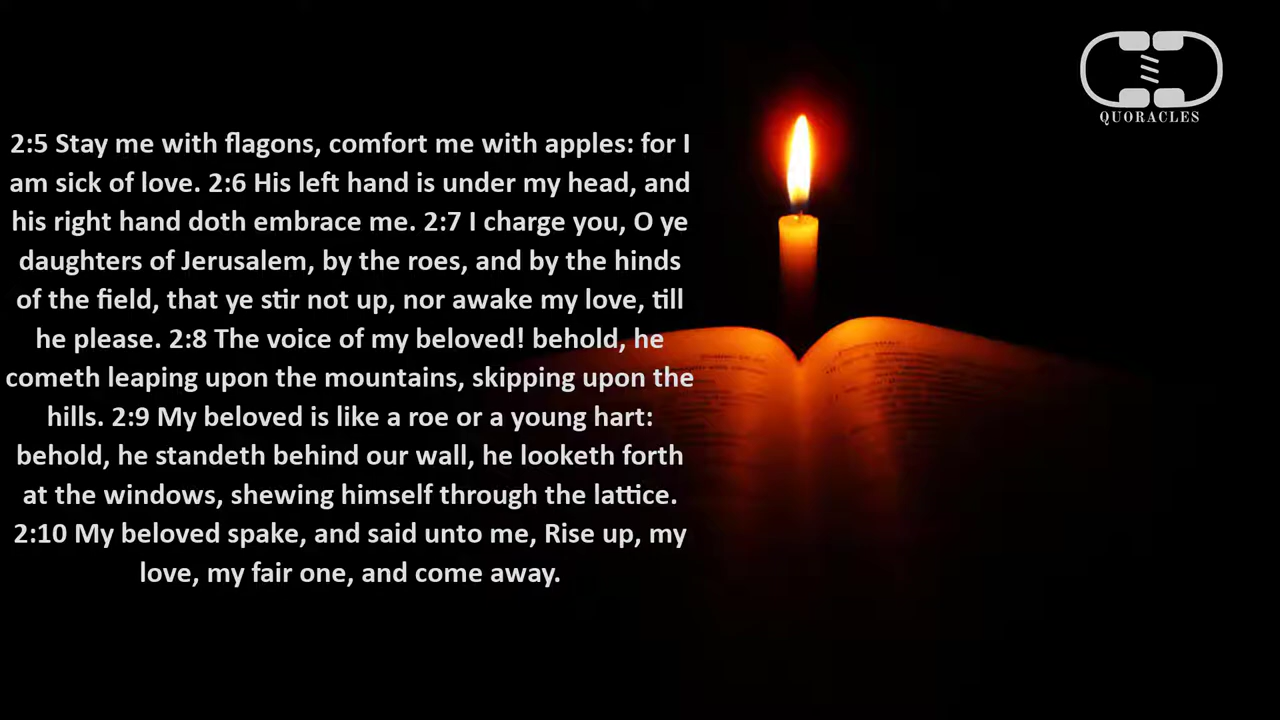 QUORACLES
2:5 Stay me with flagons, comfort me with apples: for I
am sick of love. 2:6 His left hand is under my head, and
his right hand doth embrace me. 2:7 I charge you, O ye
daughters of Jerusalem, by the roes, and by the hinds
of the field, that ye stir not up, nor awake my love, till
he please. 2:8 The voice of my beloved! behold, he
cometh leaping upon the mountains, skipping upon the
hills. 2:9 My beloved is like a roe or a young hart:
behold, he standeth behind our wall, he looketh forth
at the windows, shewing himself through the lattice.
2:10 My beloved spake, and said unto me, Rise up, my
love, my fair one, and come away.